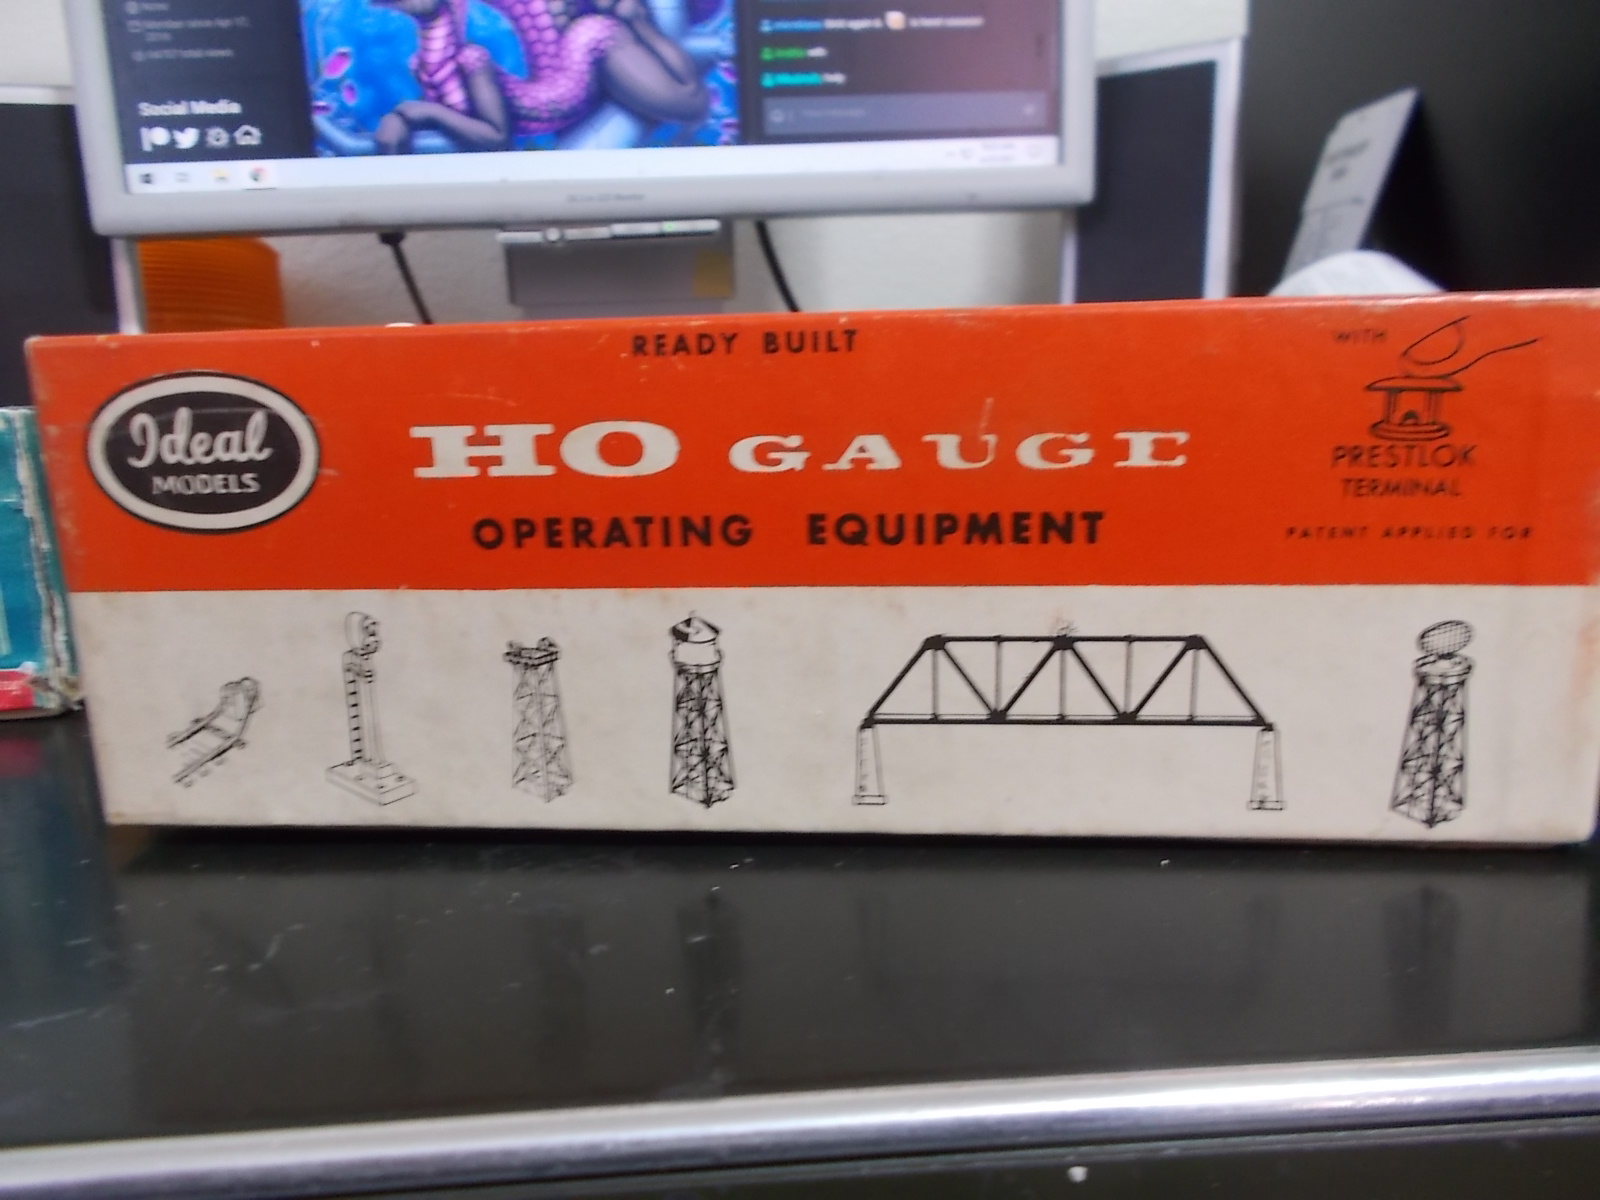 Social Media
READY BUILT
WITH
Ideal
MODELS
HO GAUGE
PRESTLOK
TERMINAL
OPERATING EQUIPMENT
PATENT APPLIED FOR